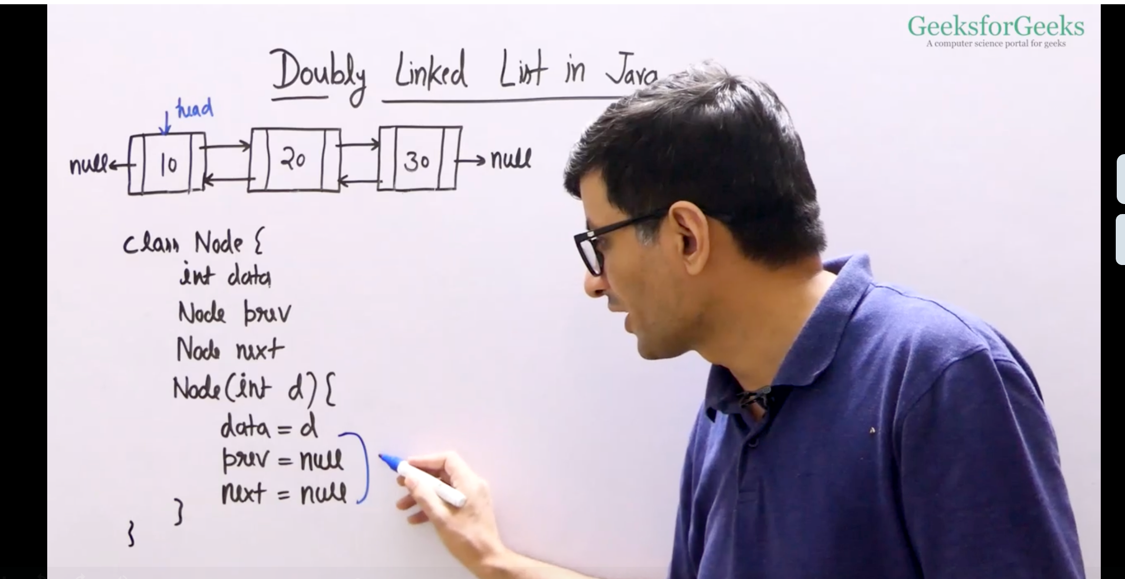 GeeksforGeeks
A computer science portal for geeks
Doubly Linked List in Java
head
null 10 20 30 null
class Node {
int data
Node prev
Node next
Node(int d){
data = d
prev = null
next = null
}
}